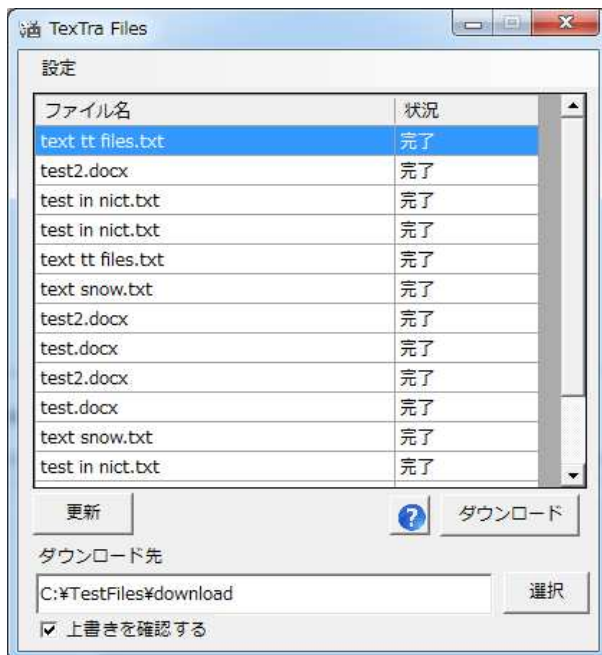 TexTra Files
設定
ファイル名 状況
text tt files.txt 完了
test2.docx 完了
test in nict.txt 完了
test in nict.txt 完了
text tt files.txt 完了
text snow.txt 完了
test2.docx 完了
test.docx 完了
test2.docx 完了
test.docx 完了
text snow.txt 完了
test in nict.txt 完了
更新 ? ダウンロード
ダウンロード先
C:¥TestFiles¥download 選択
上書きを確認する